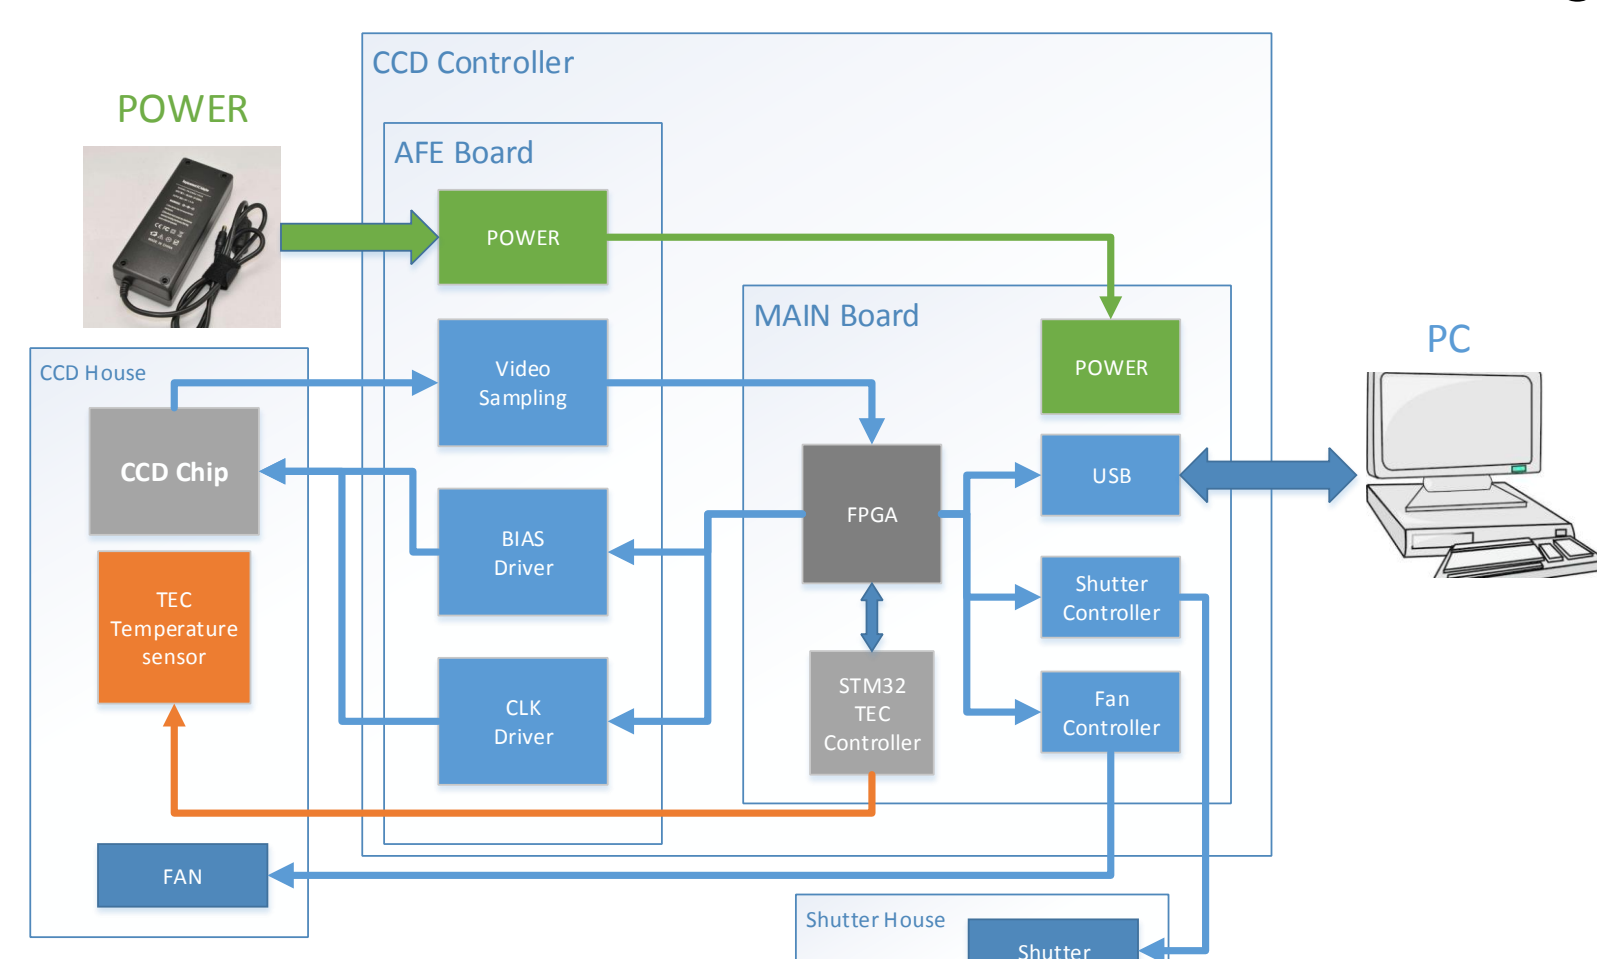 CCD Controller
POWER
AFE Board
POWER
MAIN Board
POWER
PC
CCD House
Video
Sampling
CCD Chip
USB
FPGA
BIAS
Driver
TEC
Temperature
sensor
Shutter
Controller
STM32
TEC
Controller
Fan
Controller
CLK
Driver
FAN
Shutter House
Shutter